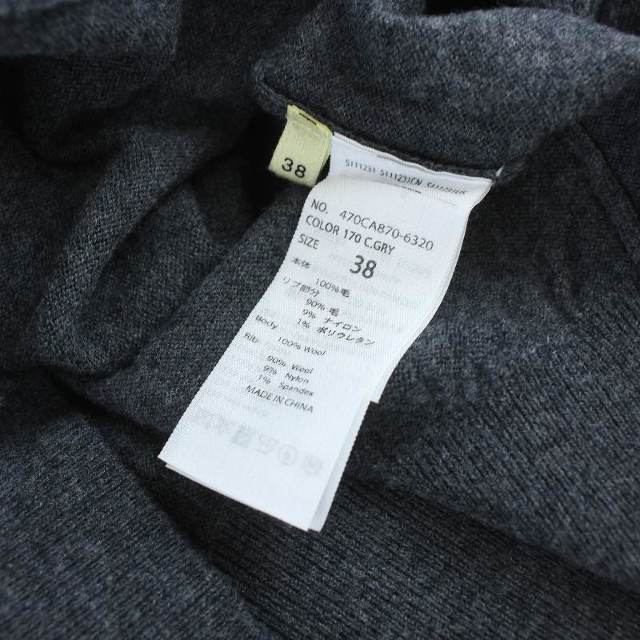 38
NO. 470CA870-6320
COLOR 170 C.GRY
SIZE
38
本体 100% 毛
リブ部分
90% 毛
9% ナイロン
1% ポリウレタン
Body 100% Wool
Rib
90% Wool
9% Nylon
1% Spandex
MADE IN CHINA